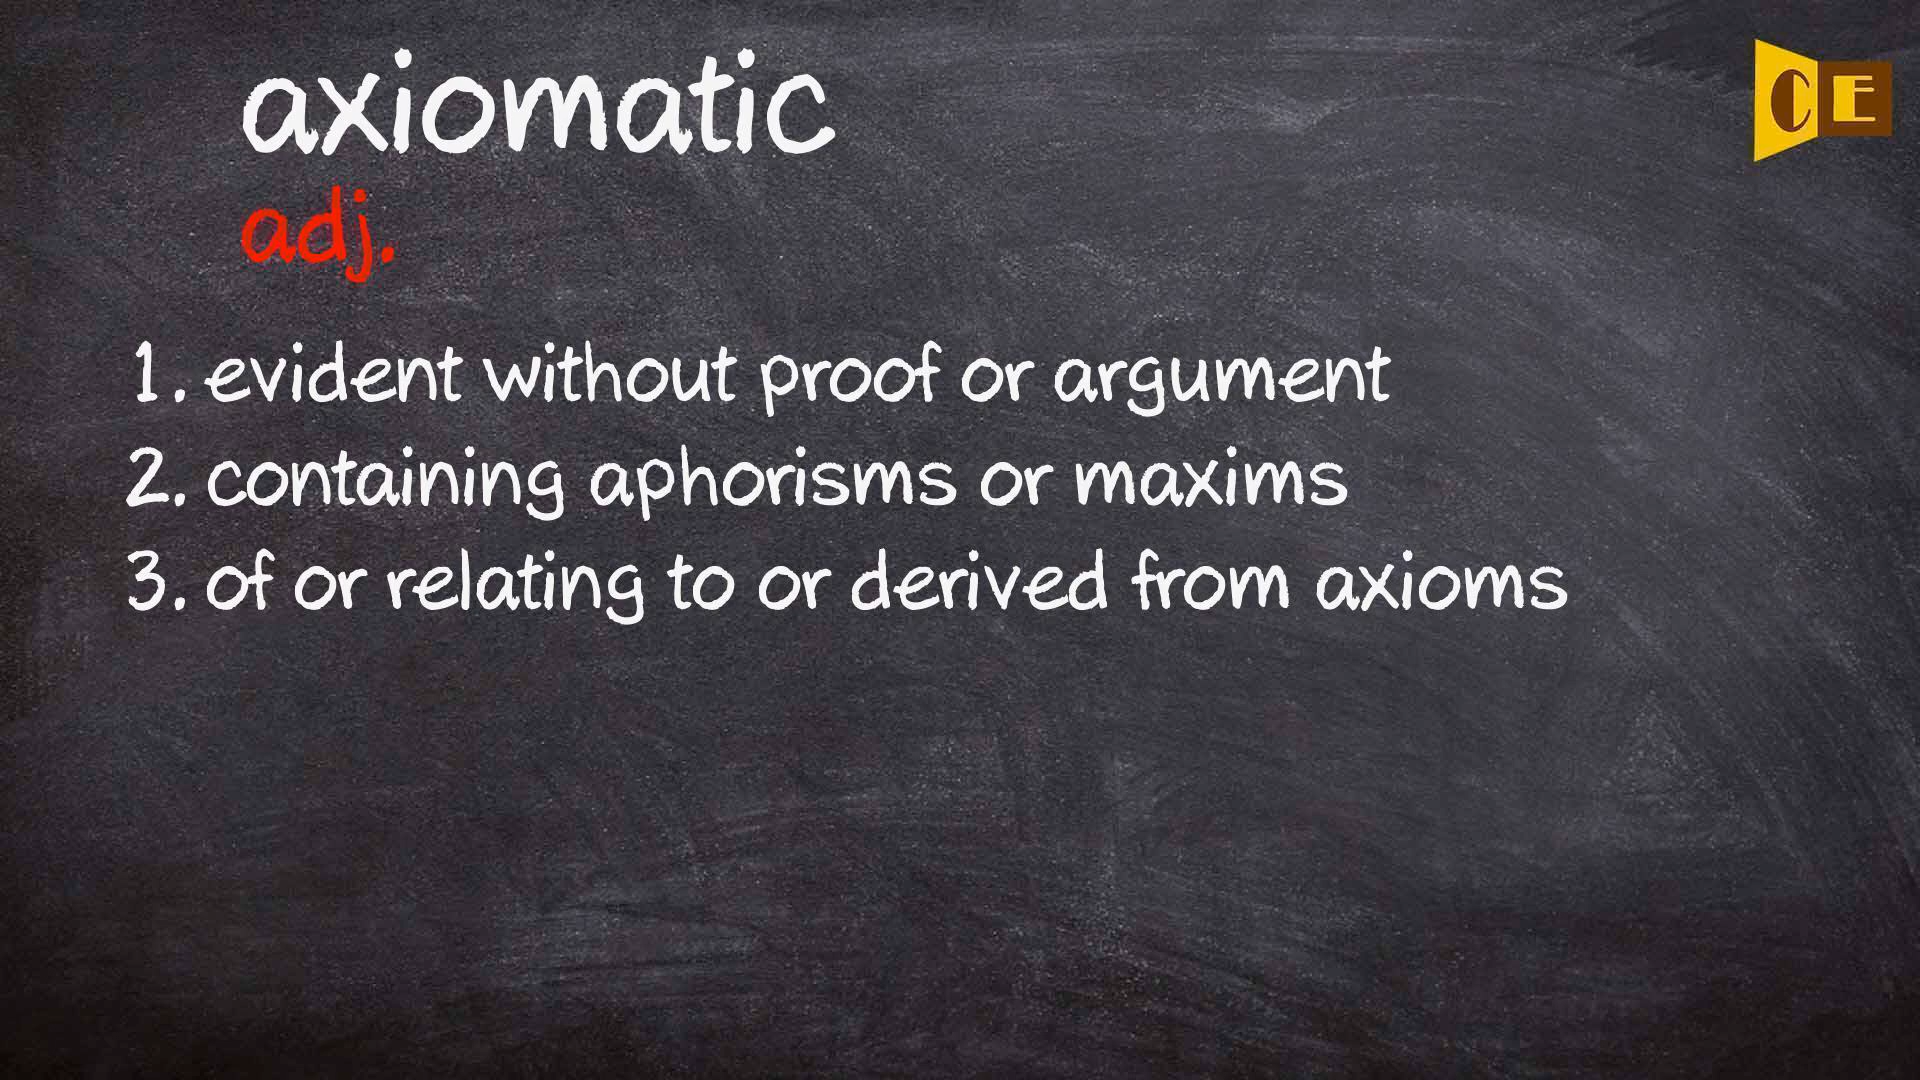 axiomatic
CE
adj.
1. evident without proof or argument
2. containing aphorisms or maxims
3. of or relating to or derived from axioms